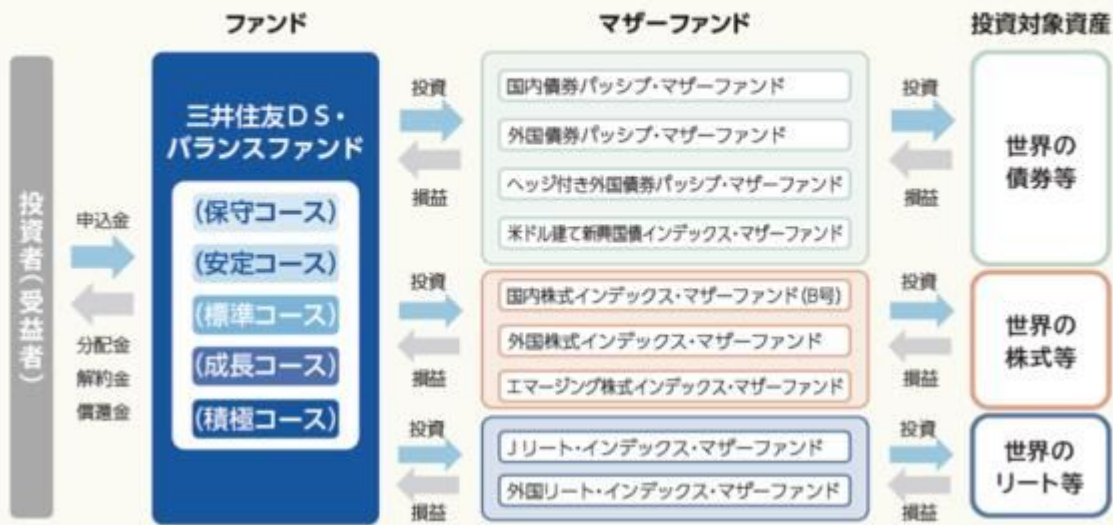 ファンド
マザーファンド
投資対象資産
投資者(受益者)
申込金
分配金
解約金
償還金
三井住友DS・
バランスファンド
(保守コース)
(安定コース)
(標準コース)
(成長コース)
(積極コース)
投資
損益
国内債券パッシブ・マザーファンド
外国債券パッシブ・マザーファンド
ヘッジ付き外国債券パッシブ・マザーファンド
米ドル建て新興国債インデックス・マザーファンド
投資
損益
世界の
債券等
投資
損益
国内株式インデックス・マザーファンド(B号)
外国株式インデックス・マザーファンド
エマージング株式インデックス・マザーファンド
投資
損益
世界の
株式等
投資
損益
Jリート・インデックス・マザーファンド
外国リート・インデックス・マザーファンド
投資
損益
世界の
リート等